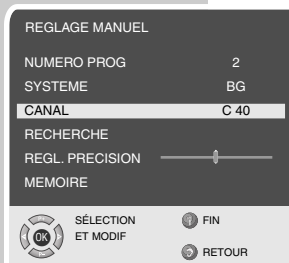 REGLAGE MANUEL
NUMERO PROG 2
SYSTEME BG
CANAL C 40
RECHERCHE
REGL. PRECISION
MEMOIRE
SÉLECTION ET MODIF
OK
FIN
RETOUR